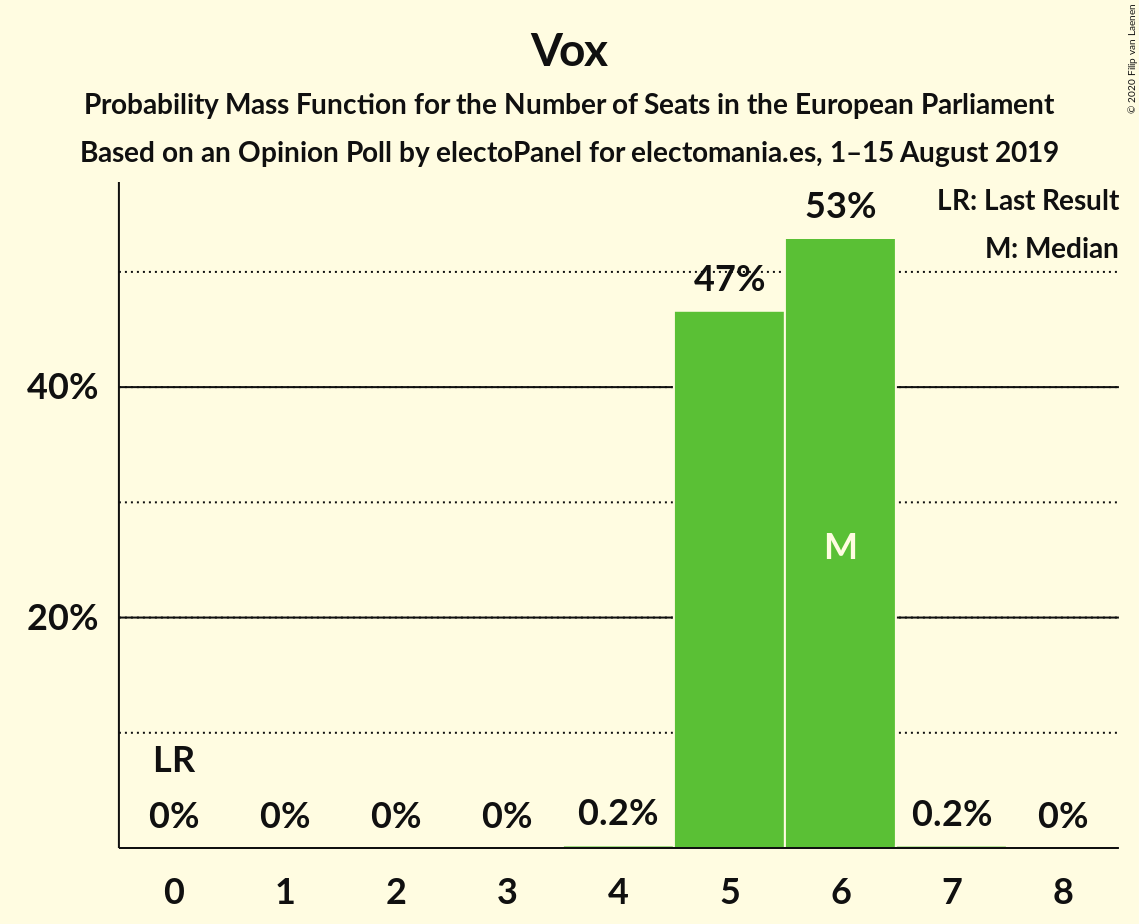 Vox
Probability Mass Function for the Number of Seats in the European Parliament
Based on an Opinion Poll by electoPanel for electomania.es, 1–15 August 2019
© 2020 Filip van Laenen
LR: Last Result
M: Median
53%
47%
40%
20%
M
LR
0% 0% 0% 0% 0.2% 0.2% 0%
0 1 2 3 4 5 6 7 8